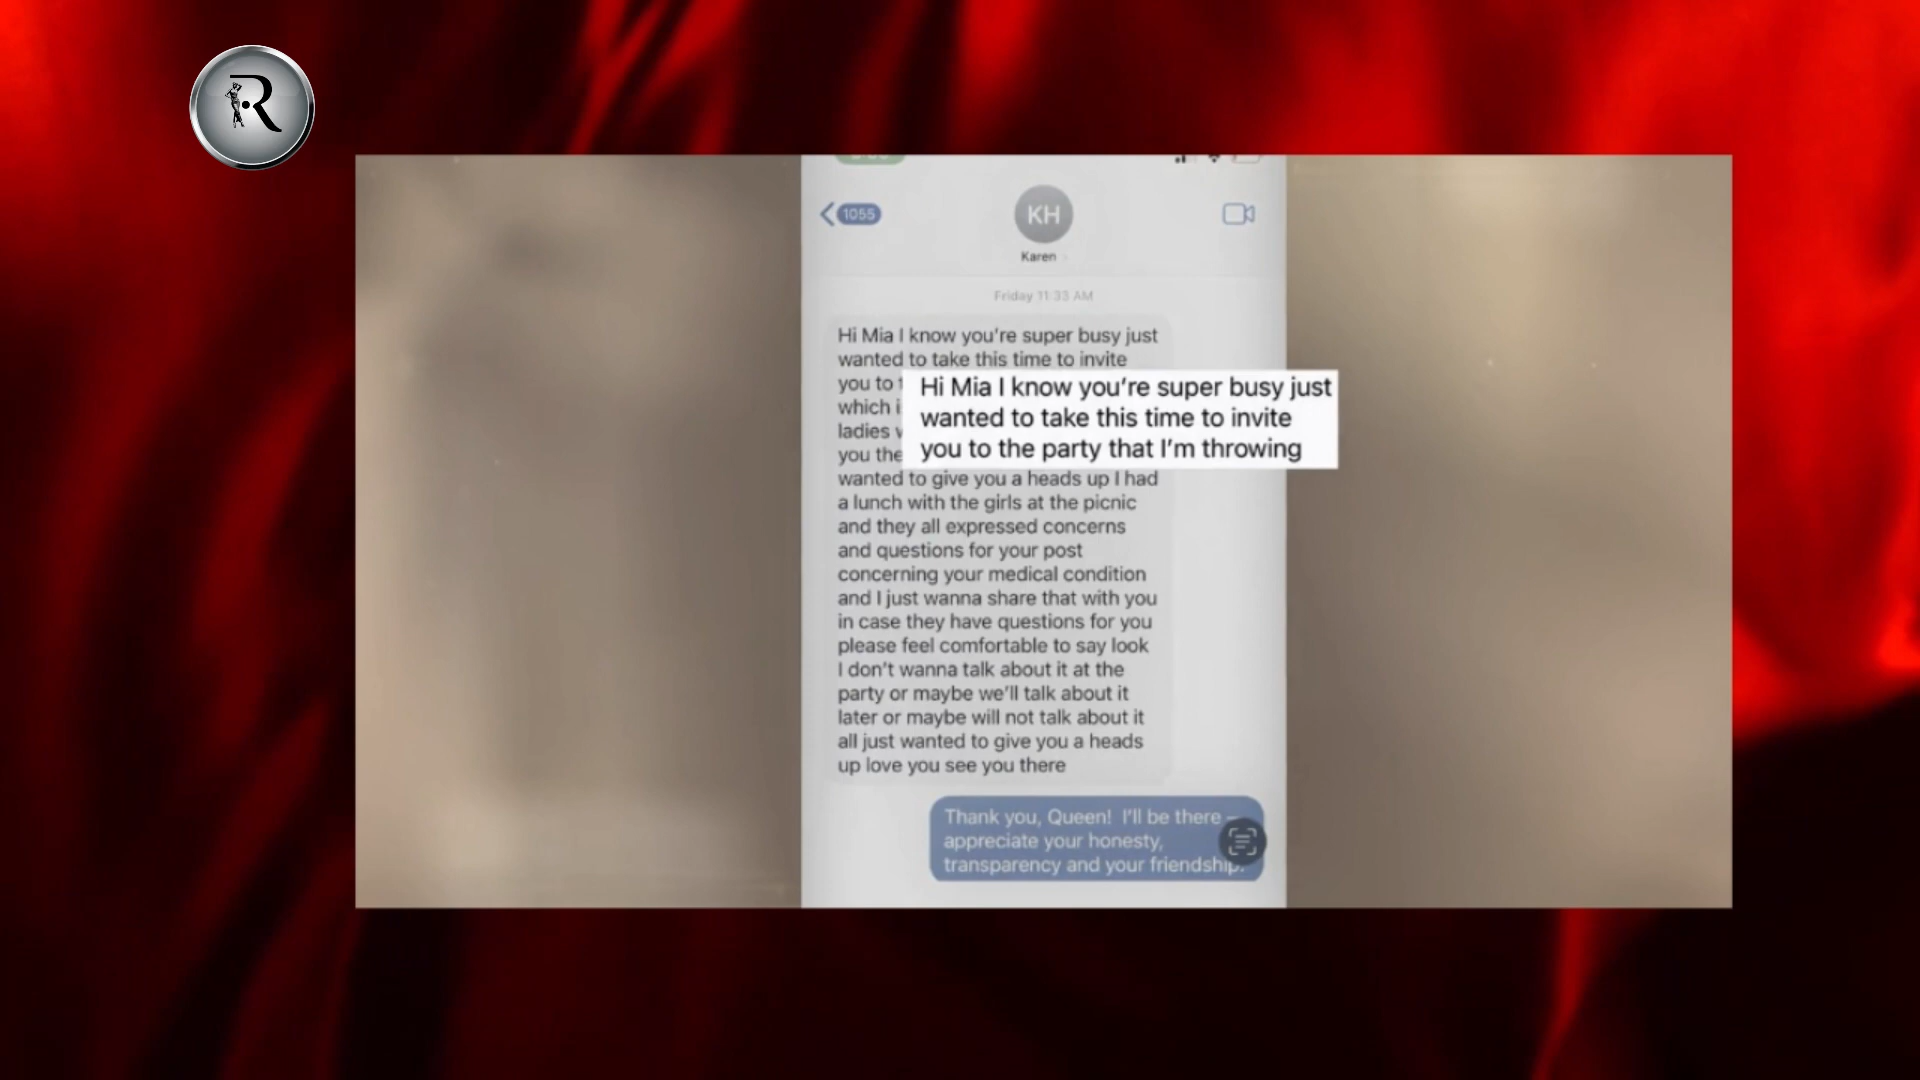 R
1055
KH
Karen
Friday 11:33 AM
Hi Mia I know you're super busy just
wanted to take this time to invite
you to
which
ladies
you the
Hi Mia I know you're super busy just
wanted to take this time to invite
you to the party that I'm throwing
wanted to give you a heads up I had
a lunch with the girls at the picnic
and they all expressed concerns
and questions for your post
concerning your medical condition
and I just wanna share that with you
in case they have questions for you
please feel comfortable to say look
I don't wanna talk about it at the
party or maybe we'll talk about it
later or maybe will not talk about it
all just wanted to give you a heads
up love you see you there
Thank you, Queen! I'll be there –
appreciate your honesty,
transparency and your friendship.